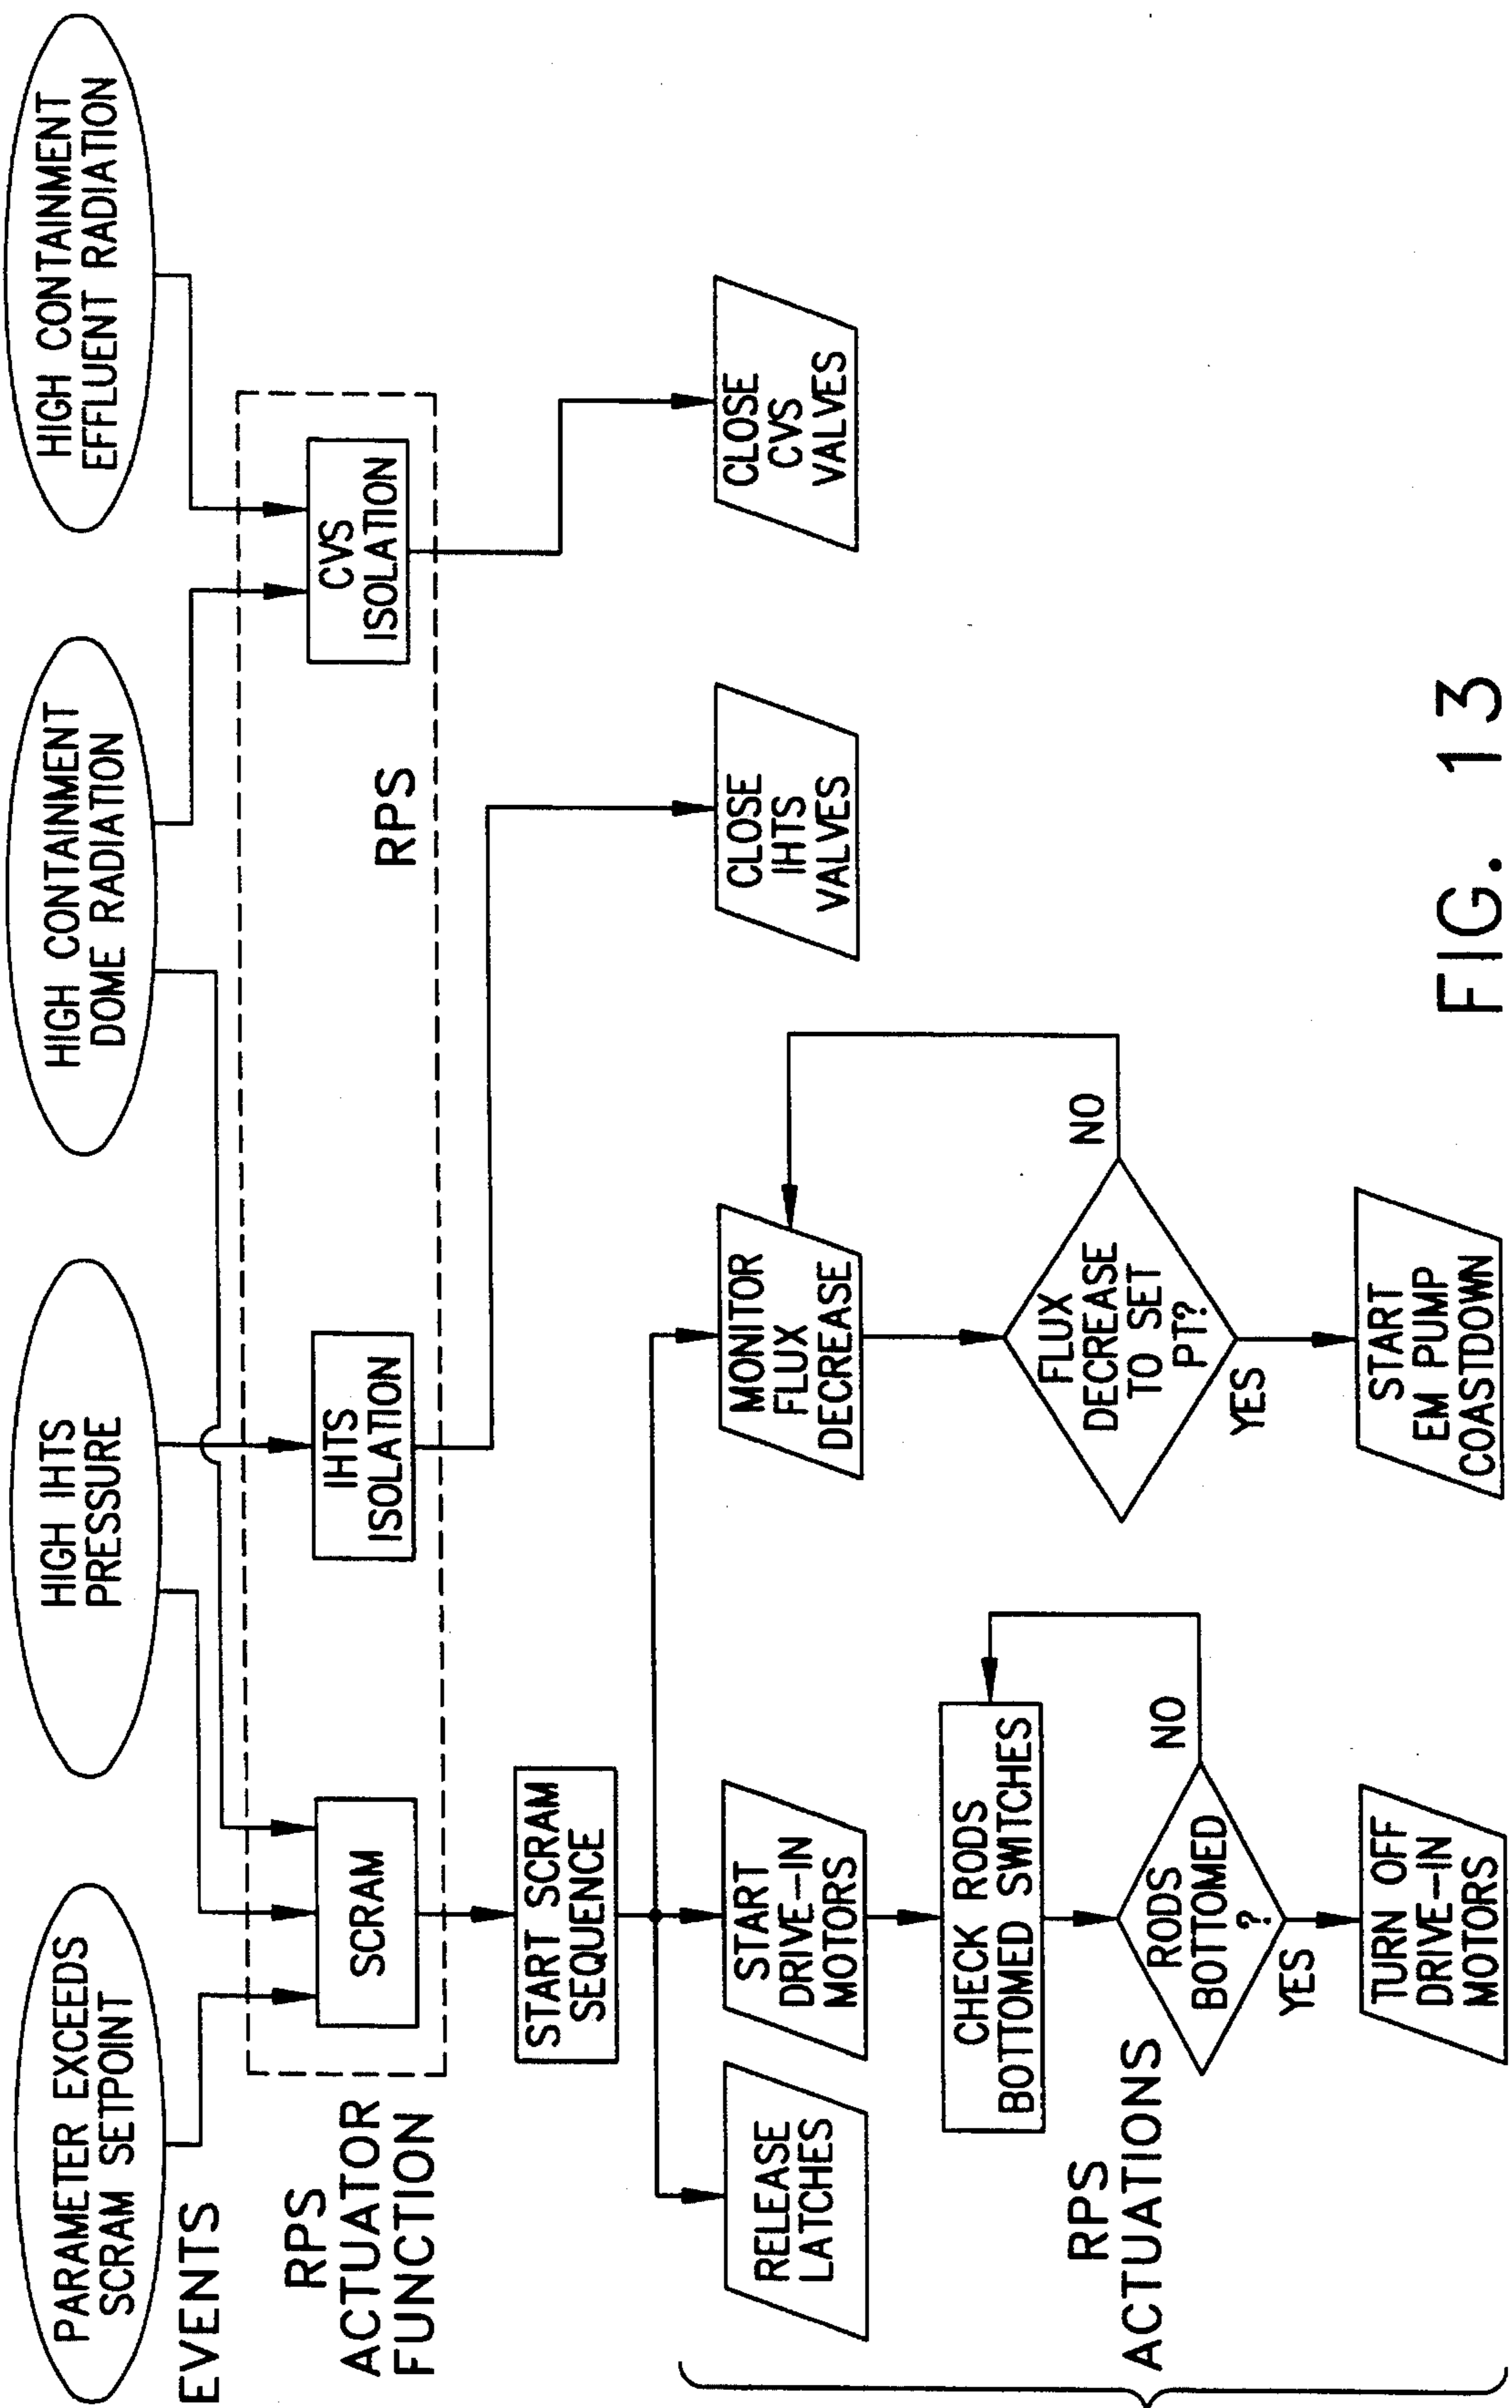 PARAMETER EXCEEDS
SCRAM SETPOINT
HIGH IHTS
PRESSURE
HIGH CONTAINMENT
DOME RADIATION
HIGH CONTAINMENT
EFFLUENT RADIATION
EVENTS
RPS
ACTUATOR
FUNCTION
SCRAM
IHTS
ISOLATION
RPS
CVS
ISOLATION
START SCRAM
SEQUENCE
RELEASE
LATCHES
START
DRIVE-IN
MOTORS
MONITOR
FLUX
DECREASE
CLOSE
IHTS
VALVES
CLOSE
CVS
VALVES
CHECK RODS
BOTTOMED SWITCHES
RPS
ACTUATIONS
RODS
BOTTOMED
?
NO
YES
FLUX
DECREASE
TO SET
PT?
NO
YES
TURN OFF
DRIVE-IN
MOTORS
START
EM PUMP
COASTDOWN
FIG. 13